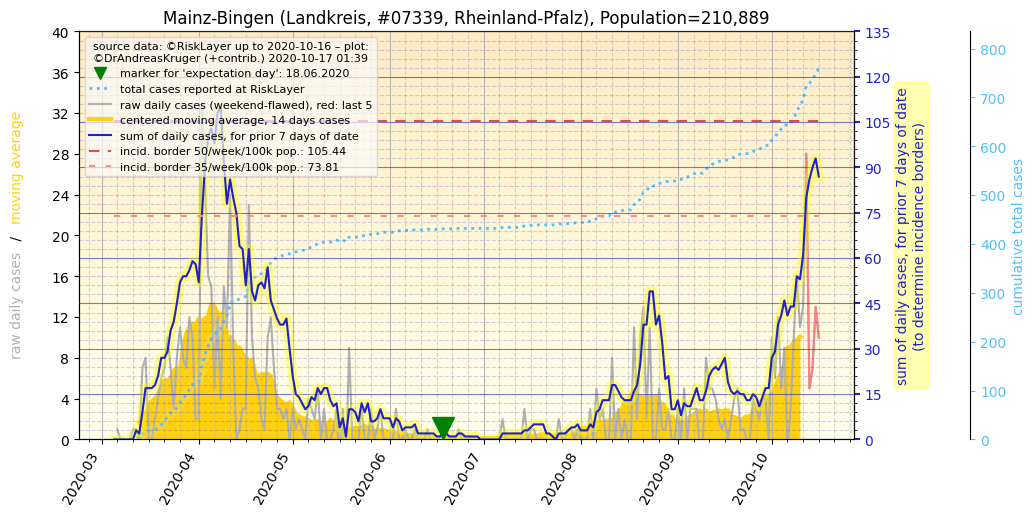 Mainz-Bingen (Landkreis, #07339, Rheinland-Pfalz), Population=210,889
source data: ©RiskLayer up to 2020-10-16 – plot:
©DrAndreasKruger (+contrib.) 2020-10-17 01:39
marker for 'expectation day': 18.06.2020
total cases reported at RiskLayer
raw daily cases (weekend-flawed), red: last 5
centered moving average, 14 days cases
sum of daily cases, for prior 7 days of date
incid. border 50/week/100k pop.: 105.44
incid. border 35/week/100k pop.: 73.81
raw daily cases / moving average
40
36
32
28
24
20
16
12
8
4
0
2020-03
2020-04
2020-05
2020-06
2020-07
2020-08
2020-09
2020-10
135
120
105
90
75
60
45
30
15
0
sum of daily cases, for prior 7 days of date
(to determine incidence borders)
800
700
600
500
400
300
200
100
0
cumulative total cases